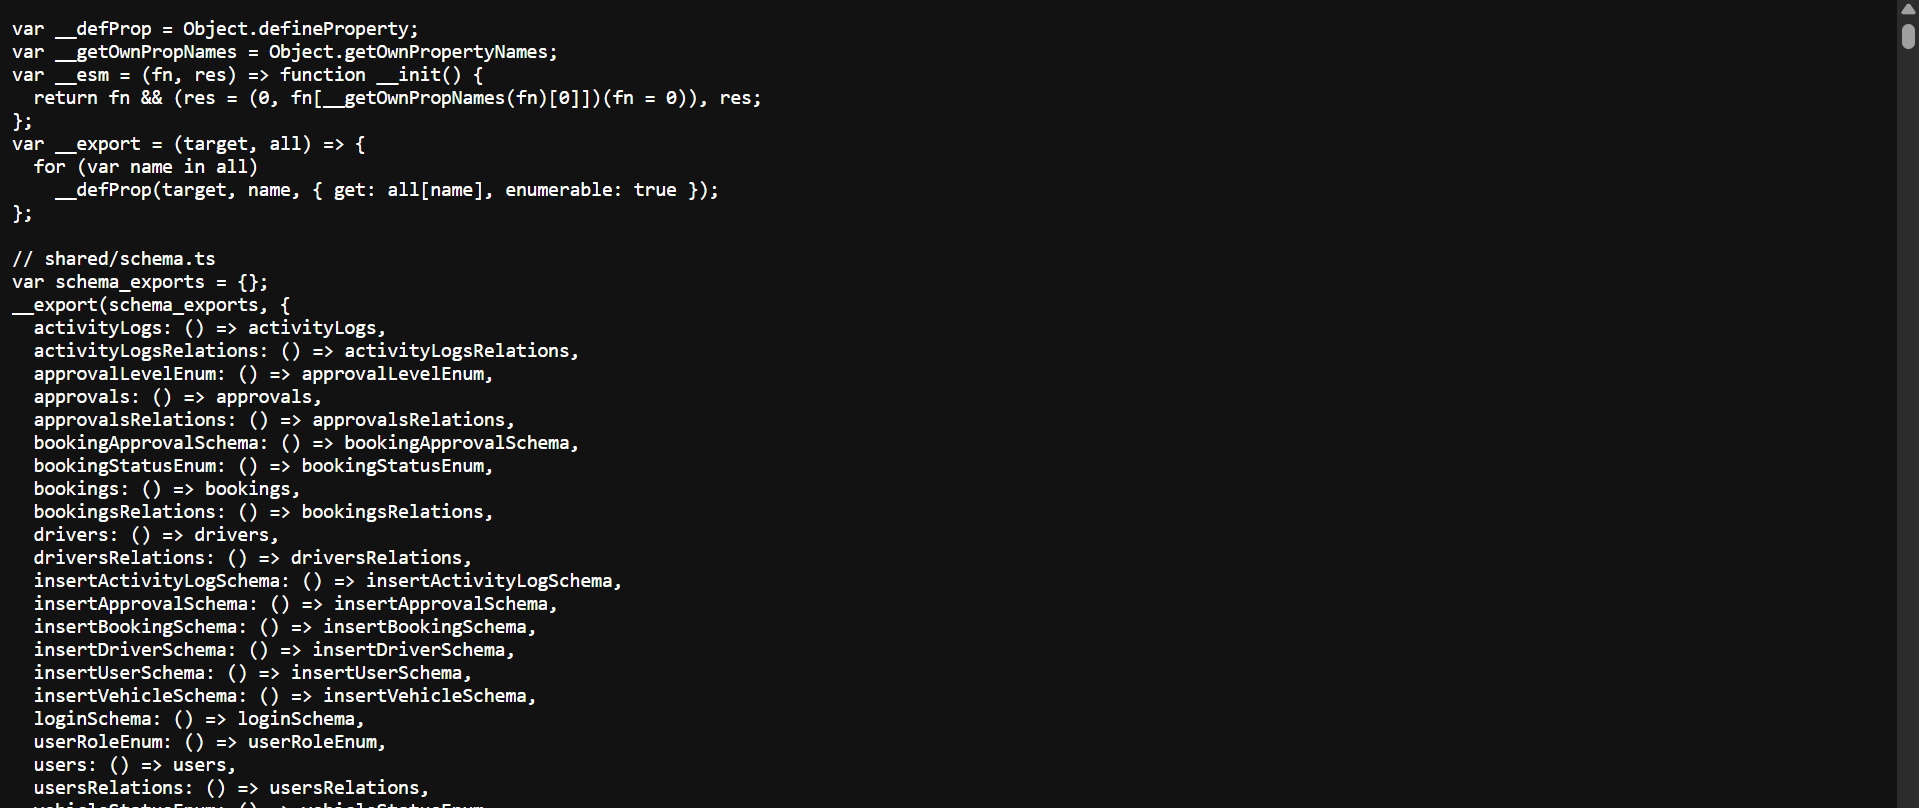 var __defProp = Object.defineProperty;
var __getOwnPropNames = Object.getOwnPropertyNames;
var __esm = (fn, res) => function __init() {
  return fn && (res = (0, fn[__getOwnPropNames(fn)[0]])(fn = 0)), res;
};
var __export = (target, all) => {
  for (var name in all)
    __defProp(target, name, { get: all[name], enumerable: true });
};

// shared/schema.ts
var schema_exports = {};
__export(schema_exports, {
  activityLogs: () => activityLogs,
  activityLogsRelations: () => activityLogsRelations,
  approvalLevelEnum: () => approvalLevelEnum,
  approvals: () => approvals,
  approvalsRelations: () => approvalsRelations,
  bookingApprovalSchema: () => bookingApprovalSchema,
  bookingStatusEnum: () => bookingStatusEnum,
  bookings: () => bookings,
  bookingsRelations: () => bookingsRelations,
  drivers: () => drivers,
  driversRelations: () => driversRelations,
  insertActivityLogSchema: () => insertActivityLogSchema,
  insertApprovalSchema: () => insertApprovalSchema,
  insertBookingSchema: () => insertBookingSchema,
  insertDriverSchema: () => insertDriverSchema,
  insertUserSchema: () => insertUserSchema,
  insertVehicleSchema: () => insertVehicleSchema,
  loginSchema: () => loginSchema,
  userRoleEnum: () => userRoleEnum,
  users: () => users,
  usersRelations: () => usersRelations,